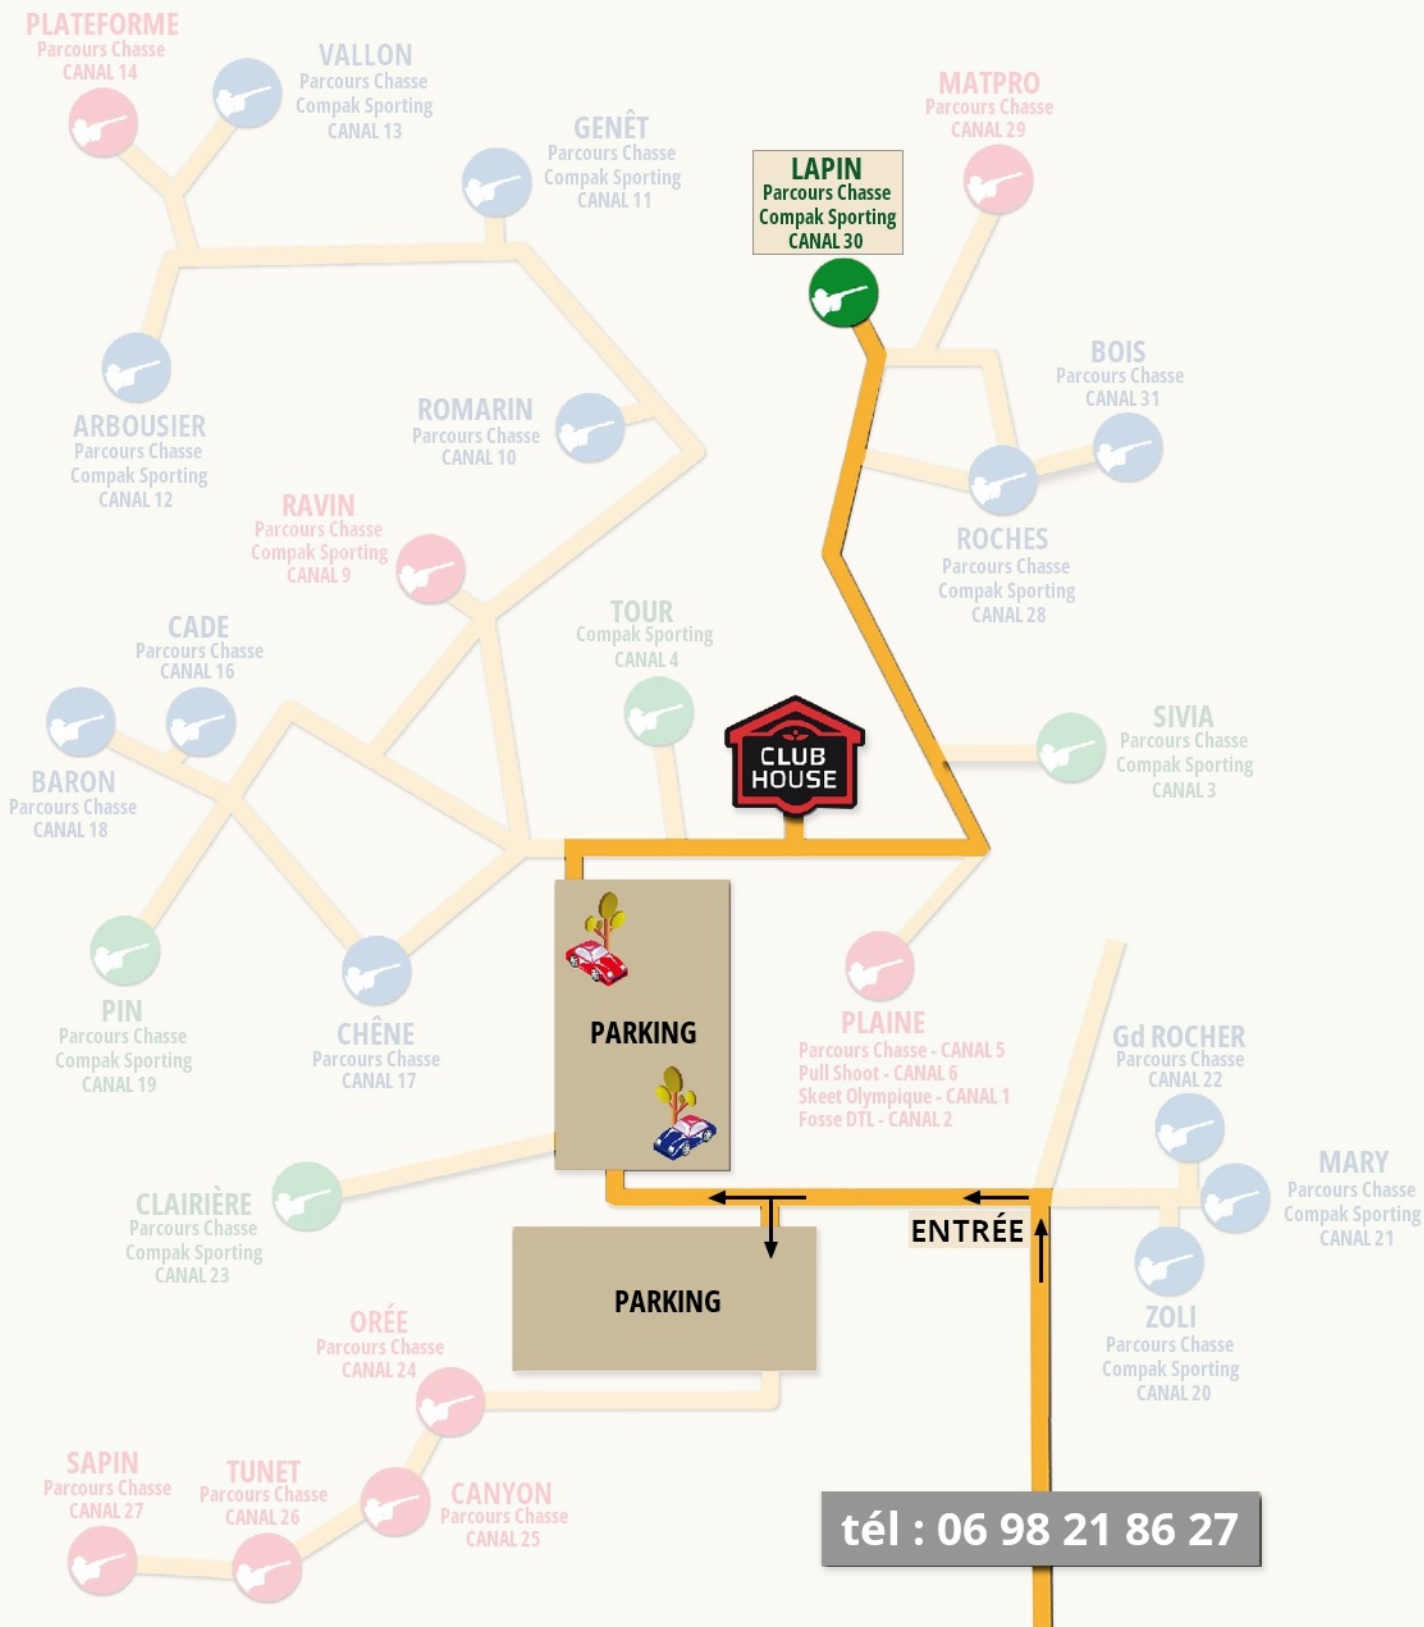 PLATEFORME
Parcours Chasse
CANAL 14
VALLON
Parcours Chasse
Compak Sporting
CANAL 13
GENÊT
Parcours Chasse
Compak Sporting
CANAL 11
MATPRO
Parcours Chasse
CANAL 29
LAPIN
Parcours Chasse
Compak Sporting
CANAL 30
BOIS
Parcours Chasse
CANAL 31
ARBOUSIER
Parcours Chasse
Compak Sporting
CANAL 12
ROMARIN
Parcours Chasse
CANAL 10
RAVIN
Parcours Chasse
Compak Sporting
CANAL 9
ROCHES
Parcours Chasse
Compak Sporting
CANAL 28
CADE
Parcours Chasse
CANAL 16
TOUR
Compak Sporting
CANAL 4
CLUB
HOUSE
SIVIA
Parcours Chasse
Compak Sporting
CANAL 3
BARON
Parcours Chasse
CANAL 18
PIN
Parcours Chasse
Compak Sporting
CANAL 19
CHÊNE
Parcours Chasse
CANAL 17
PARKING
PLAINE
Parcours Chasse - CANAL 5
Pull Shoot - CANAL 6
Skeet Olympique - CANAL 1
Fosse DTL - CANAL 2
Gd ROCHER
Parcours Chasse
CANAL 22
MARY
Parcours Chasse
Compak Sporting
CANAL 21
CLAIRIÈRE
Parcours Chasse
Compak Sporting
CANAL 23
ENTRÉE
PARKING
ZOLI
Parcours Chasse
Compak Sporting
CANAL 20
ORÉE
Parcours Chasse
CANAL 24
SAPIN
Parcours Chasse
CANAL 27
TUNET
Parcours Chasse
CANAL 26
CANYON
Parcours Chasse
CANAL 25
tél : 06 98 21 86 27